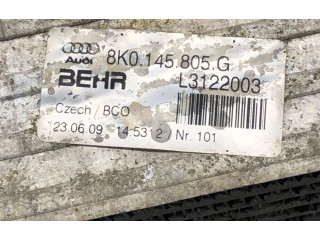 Audi 8K0.145.805.G
BEHR L3122003
Czech / BCO
23.06.09 14:53 2 / Nr. 101